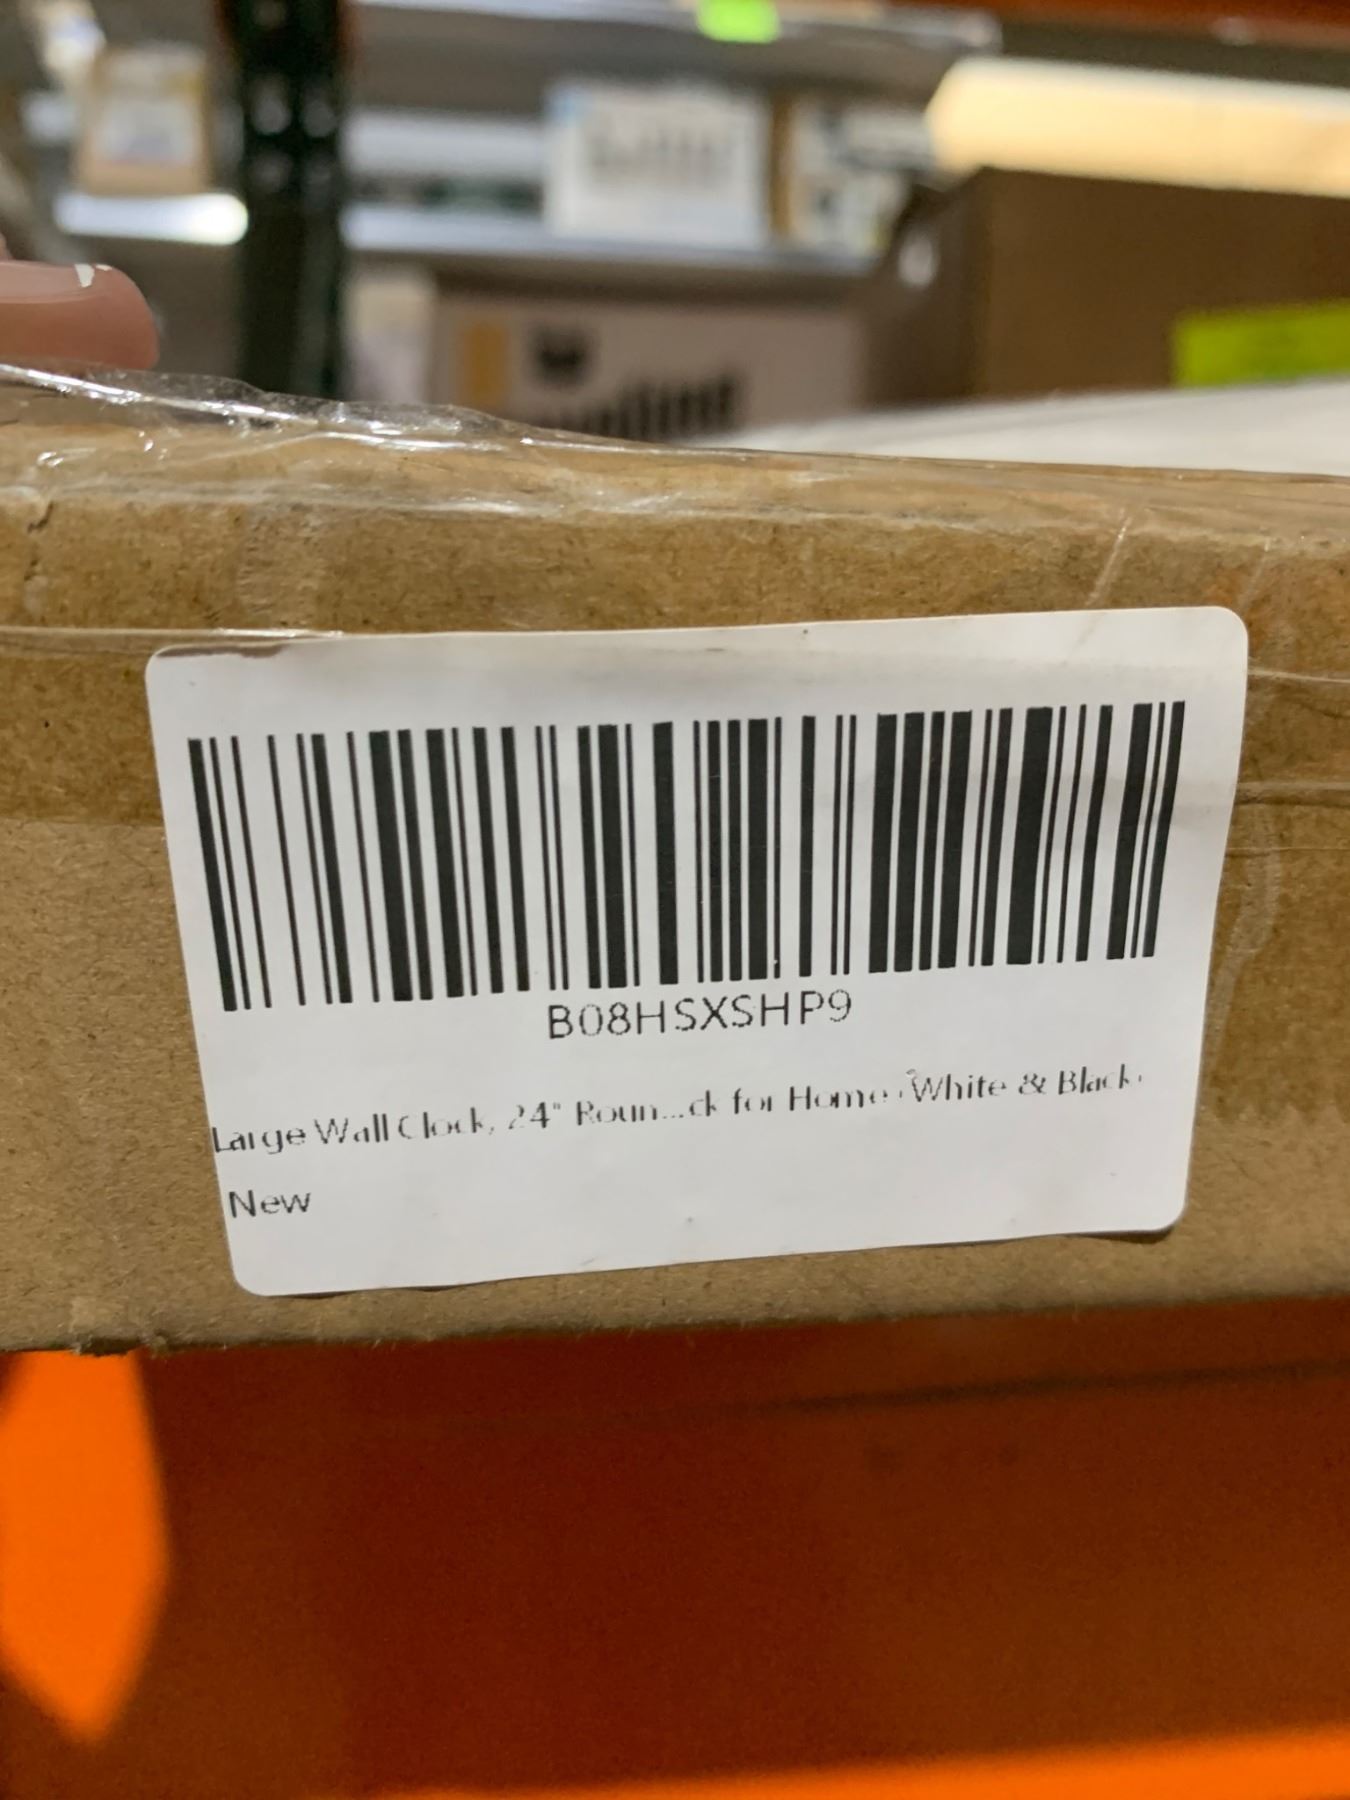 B08HSXSHP9
Large Wall Clock, 24" Roun...ck for Home (White & Black)
New